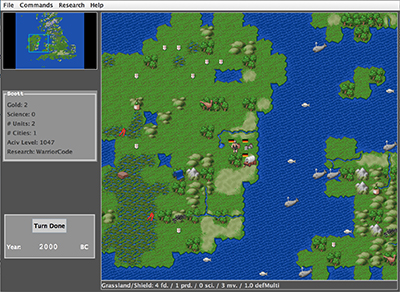 File Commands Research Help
Scott
Gold: 2
Science: 0
# Units: 2
# Cities: 1
Aciv Level: 1047
Research: WarriorCode
Turn Done
Year: 2000 BC
Grassland/Shield: 4 fd. / 1 prd. / 0 sci. / 3 mv. / 1.0 defMulti